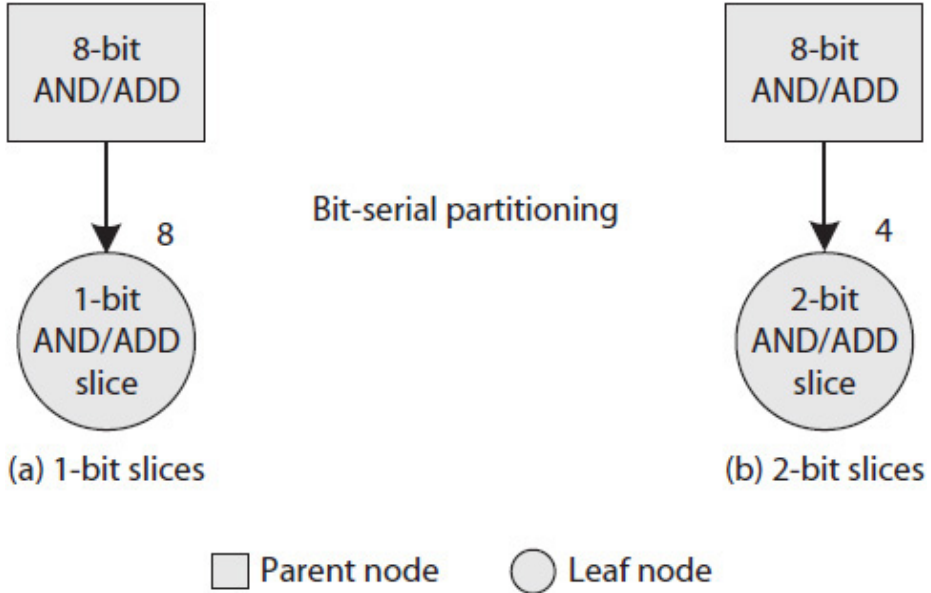 8-bit
AND/ADD
8
1-bit
AND/ADD
slice
(a) 1-bit slices
Bit-serial partitioning
8-bit
AND/ADD
4
2-bit
AND/ADD
slice
(b) 2-bit slices
Parent node
Leaf node